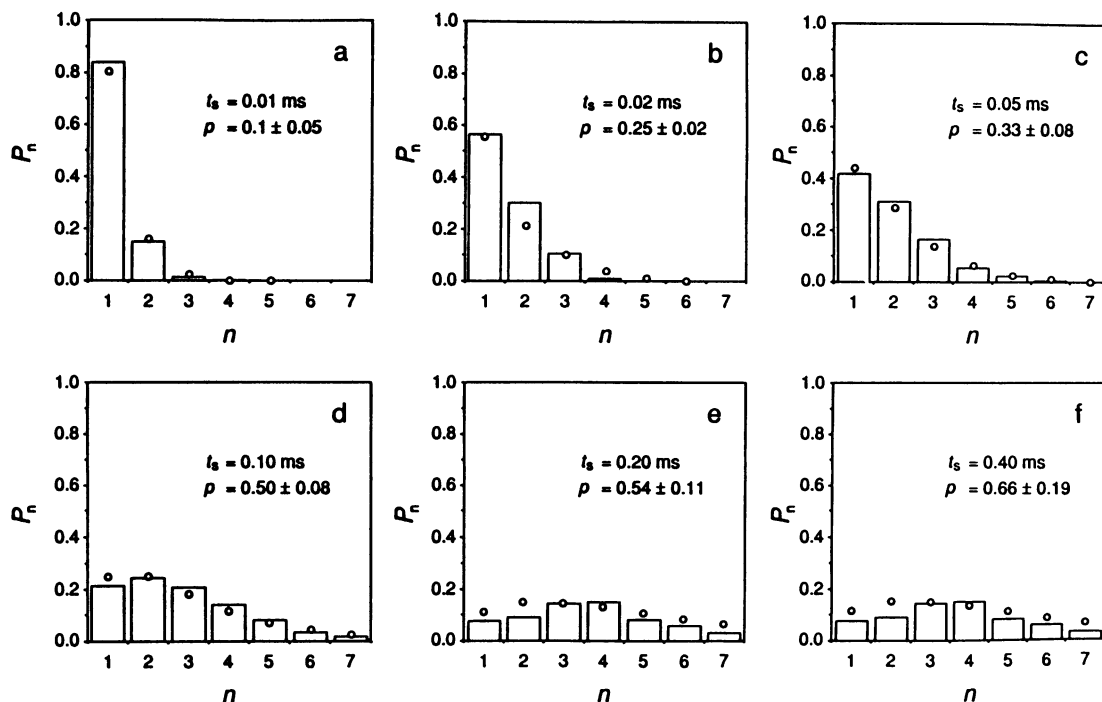 a
t_s = 0.01 ms
p = 0.1 ± 0.05
P_n
1.0
0.8
0.6
0.4
0.2
0.0
1 2 3 4 5 6 7
n
b
t_s = 0.02 ms
p = 0.25 ± 0.02
P_n
1.0
0.8
0.6
0.4
0.2
0.0
1 2 3 4 5 6 7
n
c
t_s = 0.05 ms
p = 0.33 ± 0.08
P_n
1.0
0.8
0.6
0.4
0.2
0.0
1 2 3 4 5 6 7
n
d
t_s = 0.10 ms
p = 0.50 ± 0.08
P_n
1.0
0.8
0.6
0.4
0.2
0.0
1 2 3 4 5 6 7
n
e
t_s = 0.20 ms
p = 0.54 ± 0.11
P_n
1.0
0.8
0.6
0.4
0.2
0.0
1 2 3 4 5 6 7
n
f
t_s = 0.40 ms
p = 0.66 ± 0.19
P_n
1.0
0.8
0.6
0.4
0.2
0.0
1 2 3 4 5 6 7
n